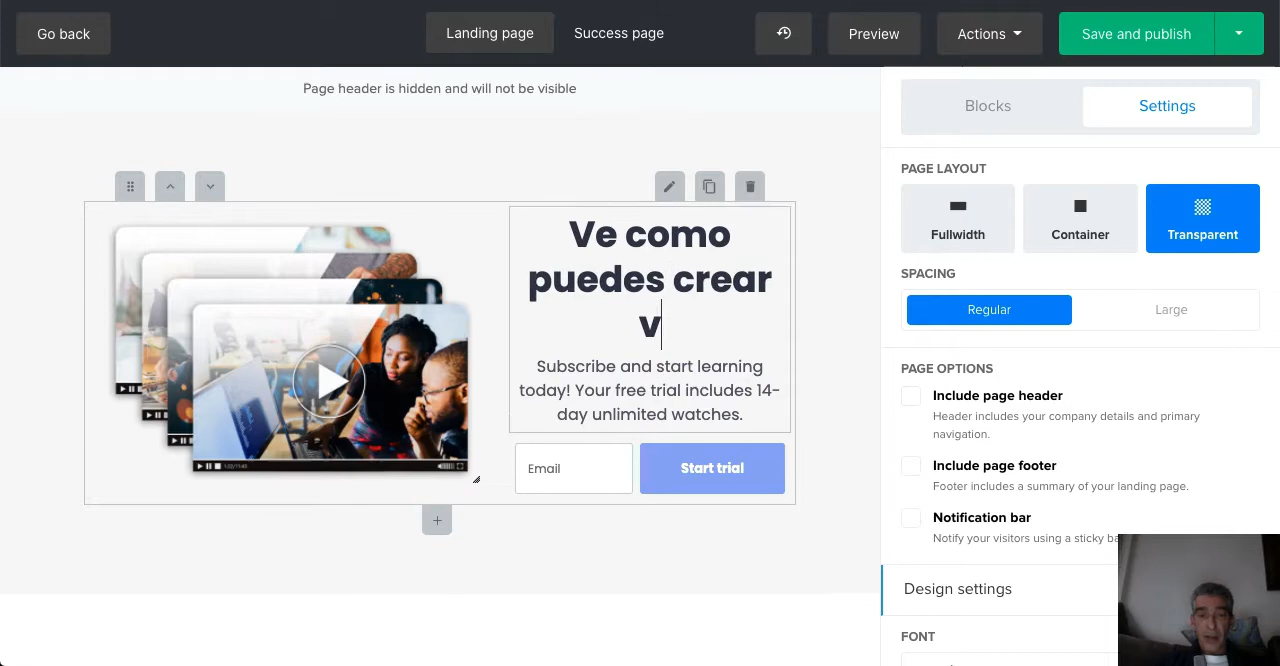 Go back
Landing page
Success page
Preview
Actions
Save and publish
Page header is hidden and will not be visible
Ve como
puedes crear
v
Subscribe and start learning
today! Your free trial includes 14-
day unlimited watches.
Email
Start trial
Blocks
Settings
PAGE LAYOUT
Fullwidth
Container
Transparent
SPACING
Regular
Large
PAGE OPTIONS
Include page header
Header includes your company details and primary
navigation.
Include page footer
Footer includes a summary of your landing page.
Notification bar
Notify your visitors using a sticky
Design settings
FONT